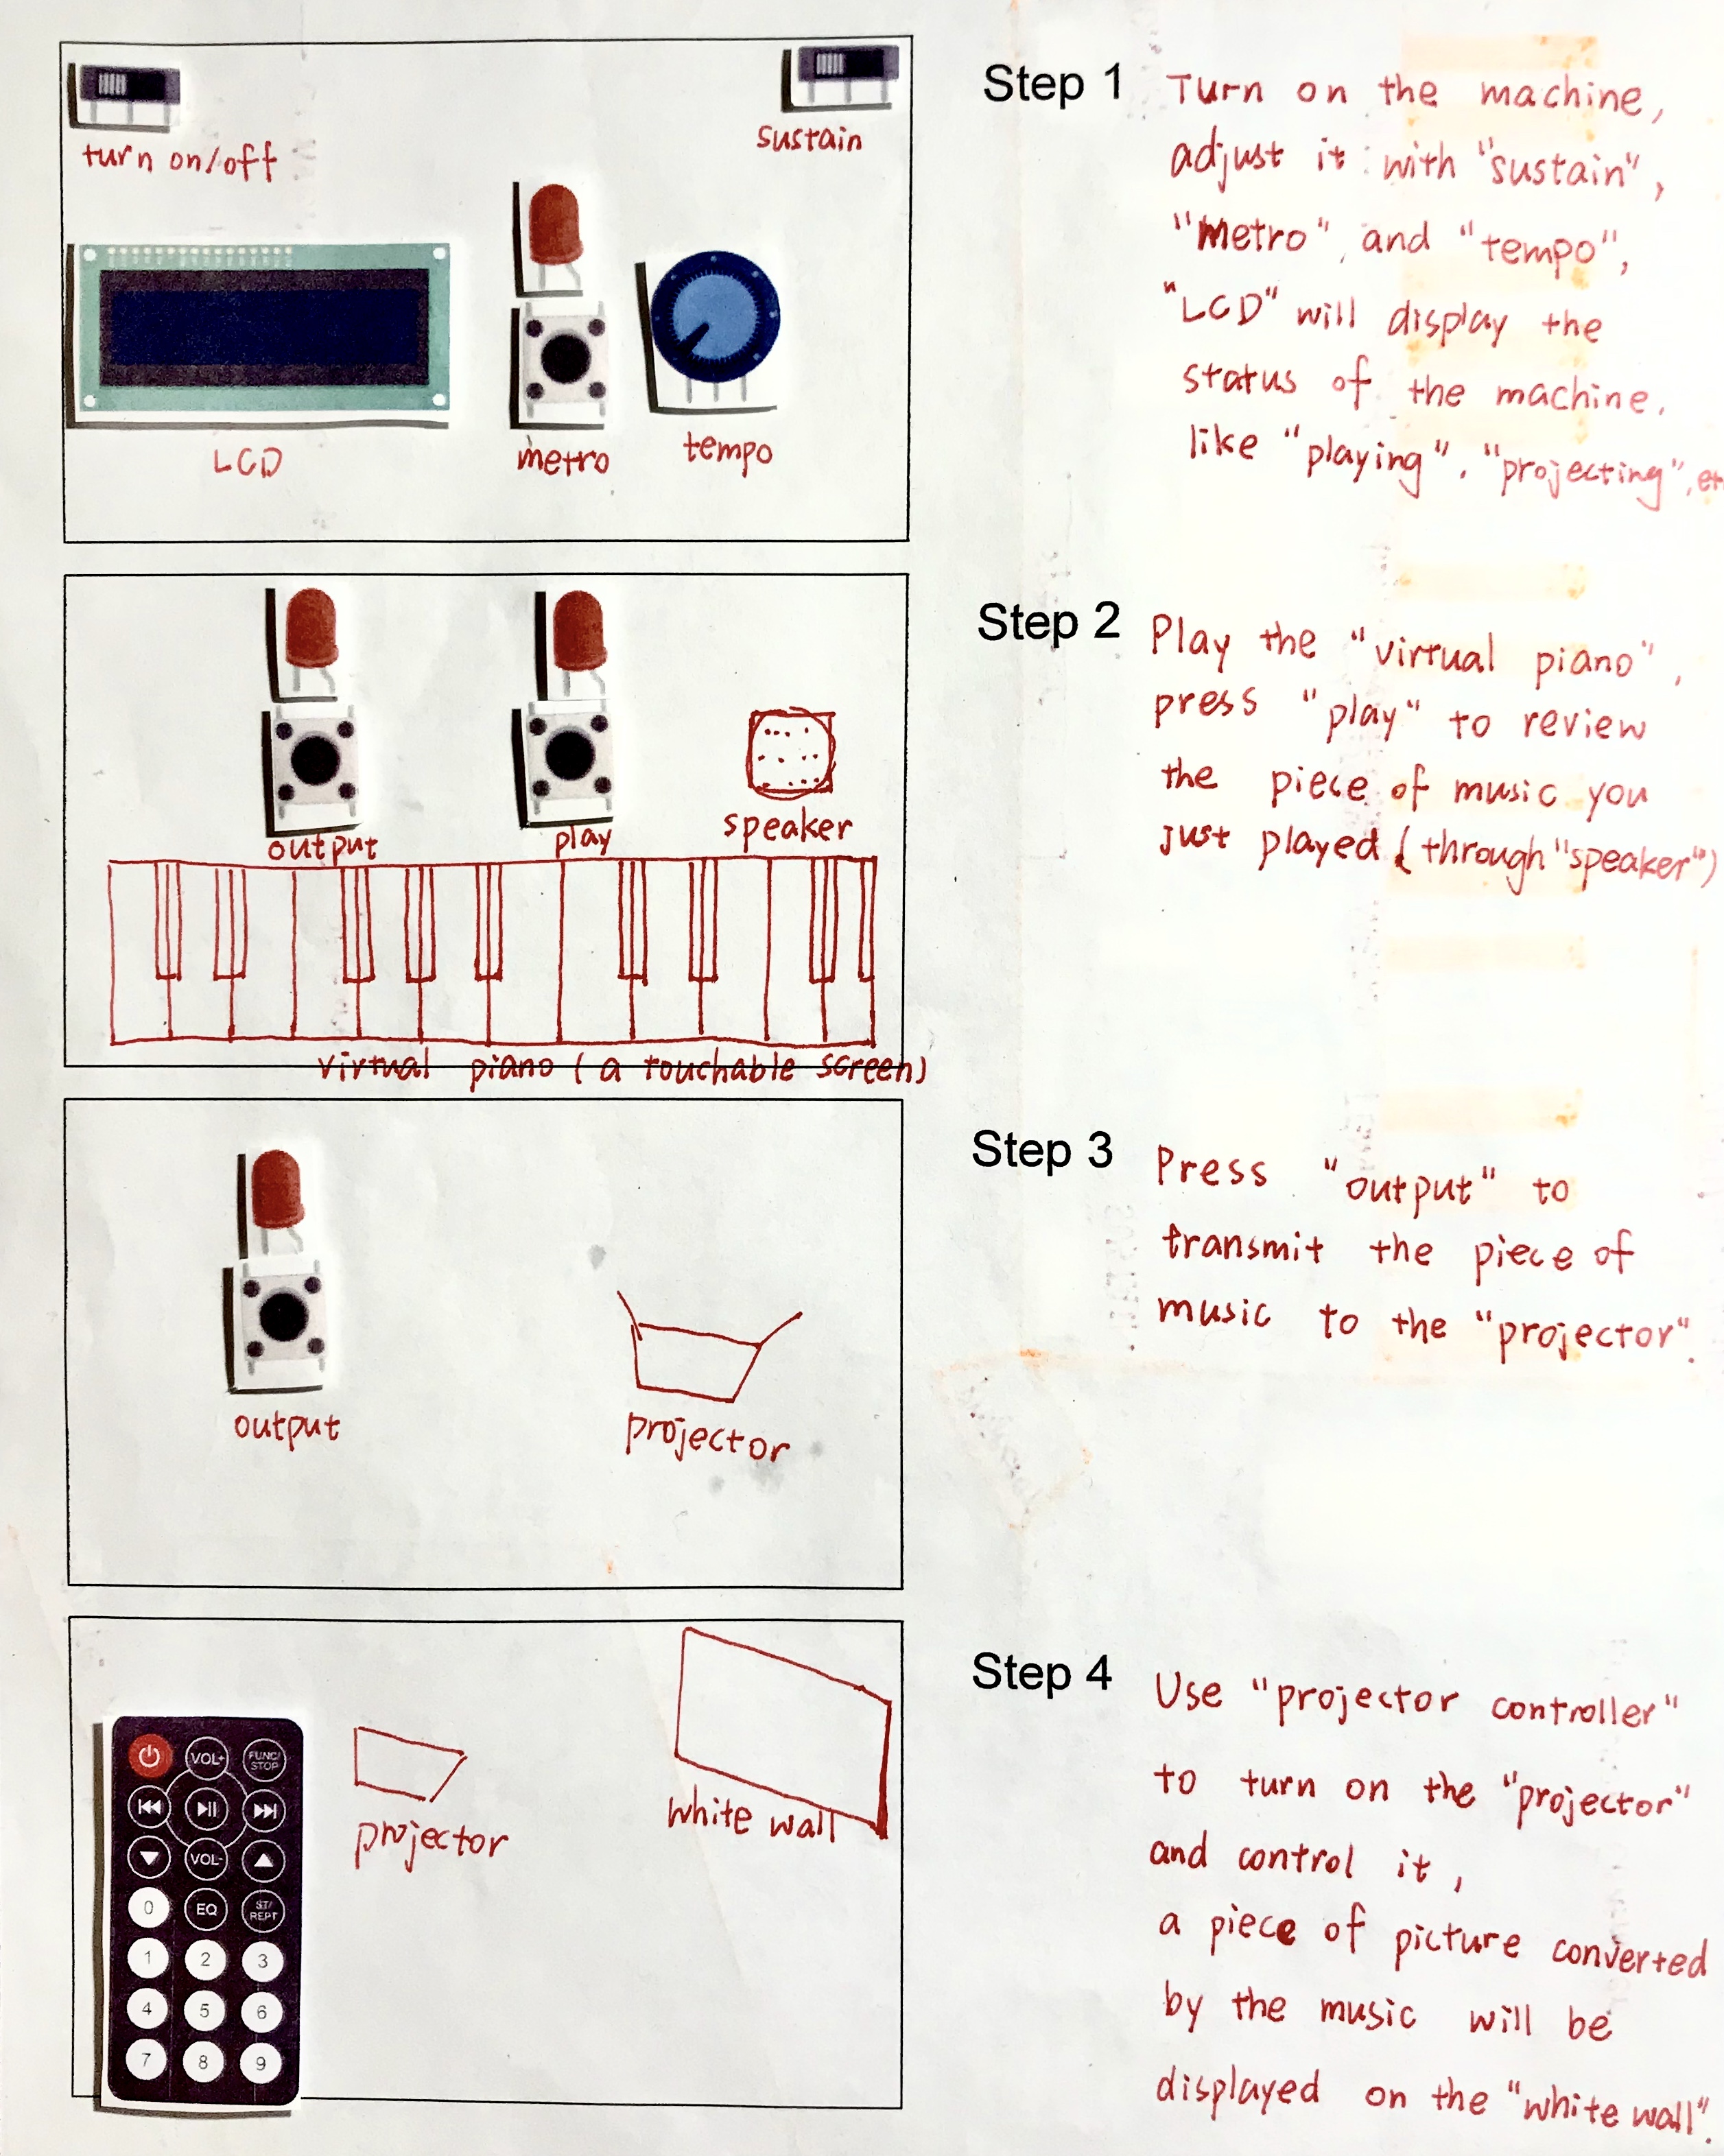 turn on/off
sustain
LCD
metro
tempo
Step 1
Turn on the machine,
adjust it with "sustain",
"Metro", and "tempo",
"LCD" will display the
status of the machine,
like "playing", "projecting",
output
play
speaker
virtual piano (a touchable screen)
Step 2
Play the "virtual piano",
press "play" to review
the piece of music you
just played (through "speaker")
output
projector
Step 3
Press "output" to
transmit the piece of
music to the "projector".
VOL+
FUNC/
STOP
VOL-
0
EQ
ST/
REPT
1 2 3
4 5 6
7 8 9
projector
white wall
Step 4
Use "projector controller"
to turn on the "projector"
and control it,
a piece of picture converted
by the music will be
displayed on the "white wall".